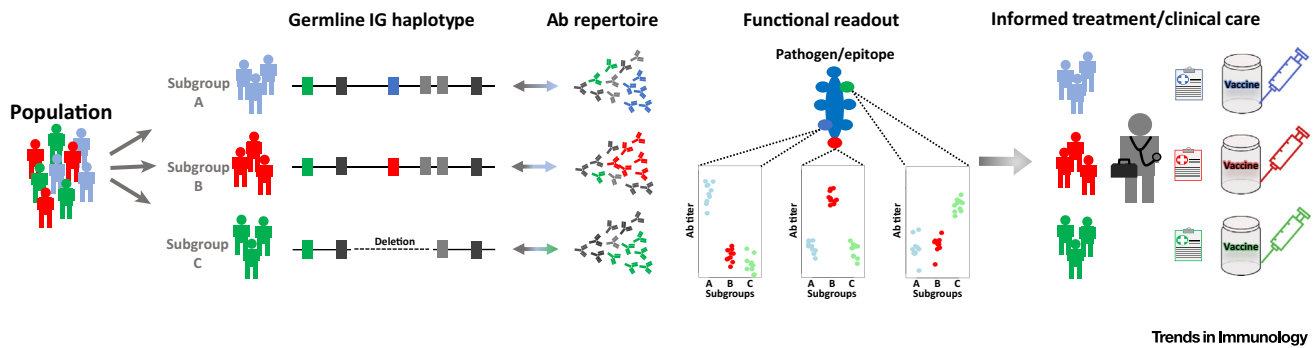 Germline IG haplotype
Ab repertoire
Functional readout
Informed treatment/clinical care
Population
Subgroup
A
Subgroup
B
Subgroup
C
Deletion
Pathogen/epitope
Ab titer
A B C
Subgroups
Ab titer
A B C
Subgroups
Ab titer
A B C
Subgroups
Vaccine
Vaccine
Vaccine
Trends in Immunology